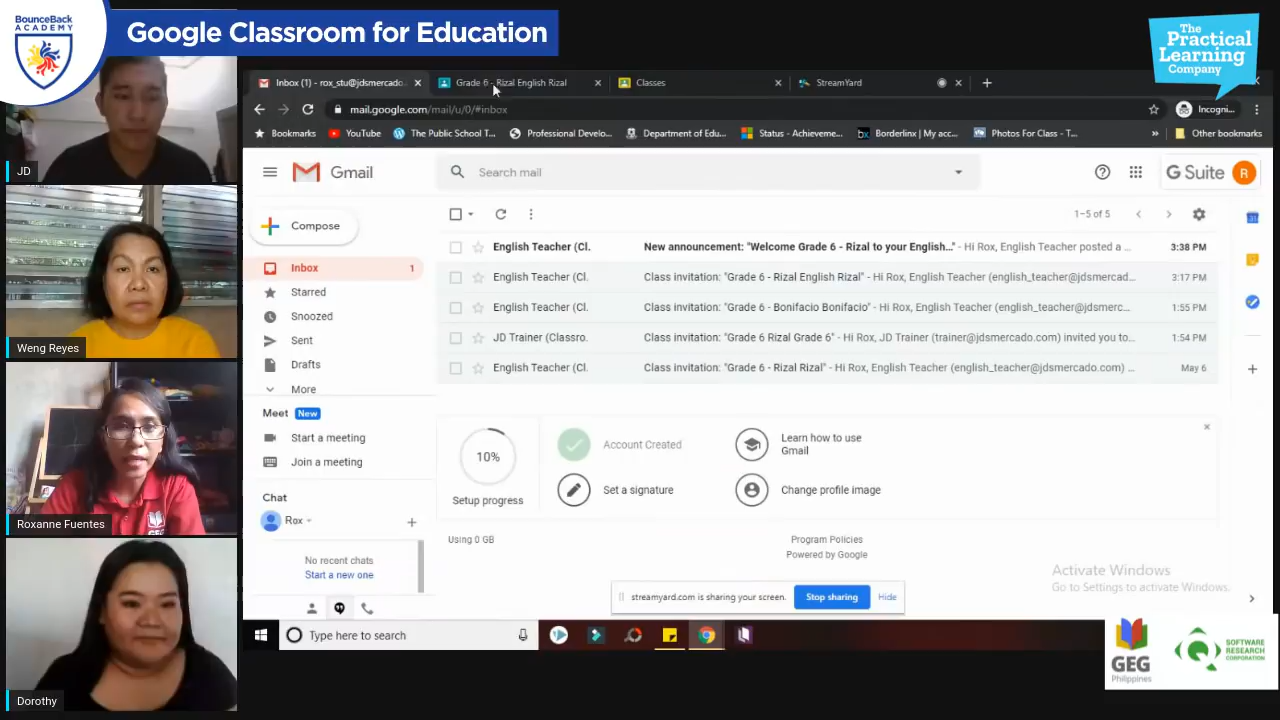 BounceBack
ACADEMY
Google Classroom for Education
The
Practical
Learning
Company
JD
Weng Reyes
Roxanne Fuentes
GEG
Dorothy
Inbox (1) - rox_stu@jdsmercado
Grade 6 - Rizal English Rizal
Classes
StreamYard
mail.google.com/mail/u/0/#inbox
Incogni...
Bookmarks
YouTube
The Public School T...
Professional Develo...
Department of Edu...
Status - Achieveme...
Borderlinx | My acc...
Photos For Class - T...
»
Other bookmarks
Gmail
Search mail
G Suite
R
Compose
1–5 of 5
Inbox 1
Starred
Snoozed
Sent
Drafts
More
English Teacher (Cl. New announcement: "Welcome Grade 6 - Rizal to your English…" - Hi Rox, English Teacher posted a ... 3:38 PM
English Teacher (Cl. Class invitation: "Grade 6 - Rizal English Rizal" - Hi Rox, English Teacher (english_teacher@jdsmercad... 3:17 PM
English Teacher (Cl. Class invitation: "Grade 6 - Bonifacio Bonifacio" - Hi Rox, English Teacher (english_teacher@jdsmerc... 1:55 PM
JD Trainer (Classro. Class invitation: "Grade 6 Rizal Grade 6" - Hi Rox, JD Trainer (trainer@jdsmercado.com) invited you to... 1:54 PM
English Teacher (Cl. Class invitation: "Grade 6 - Rizal Rizal" - Hi Rox, English Teacher (english_teacher@jdsmercado.com) ... May 6
Meet New
Start a meeting
Join a meeting
Chat
Rox
No recent chats
Start a new one
10%
Setup progress
Account Created
Learn how to use
Gmail
Set a signature
Change profile image
Using 0 GB
Program Policies
Powered by Google
Activate Windows
Go to Settings to activate Windows.
streamyard.com is sharing your screen.
Stop sharing
Hide
Type here to search
GEG
Philippines
SOFTWARE
RESEARCH
CORPORATION